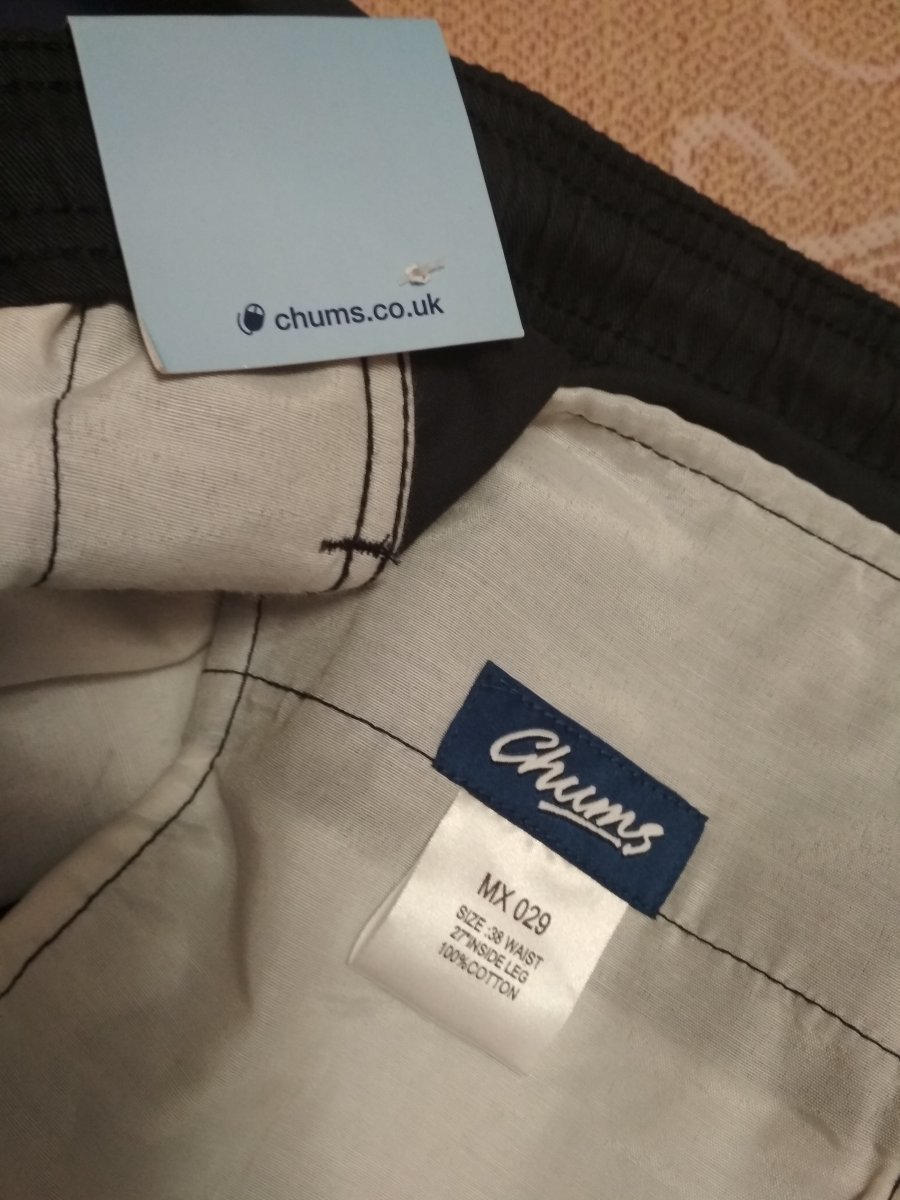 chums.co.uk
Chums
MX 029
SIZE :38 WAIST
27"INSIDE LEG
100%COTTON